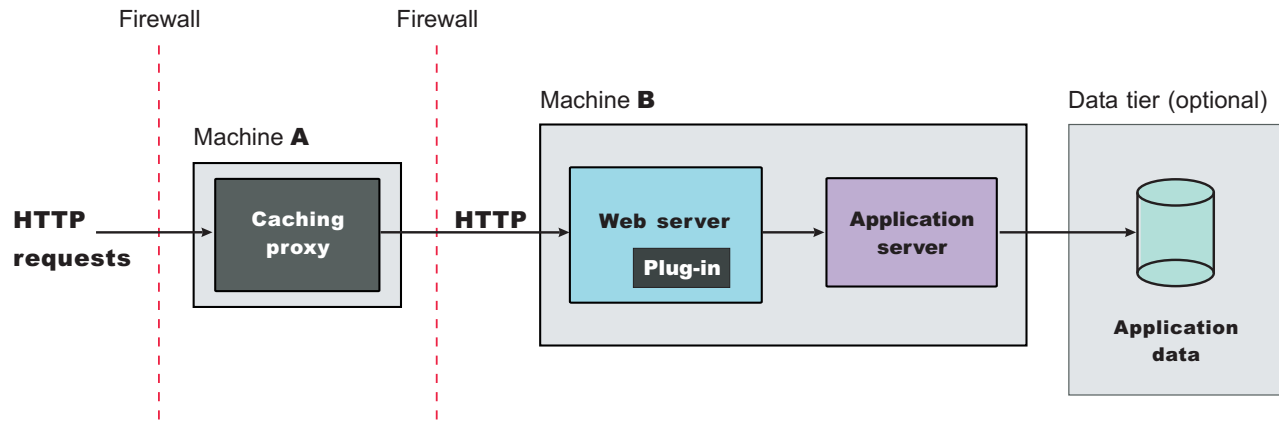 Firewall
Firewall
Machine A
Machine B
Data tier (optional)
HTTP
requests
Caching
proxy
HTTP
Web server
Plug-in
Application
server
Application
data